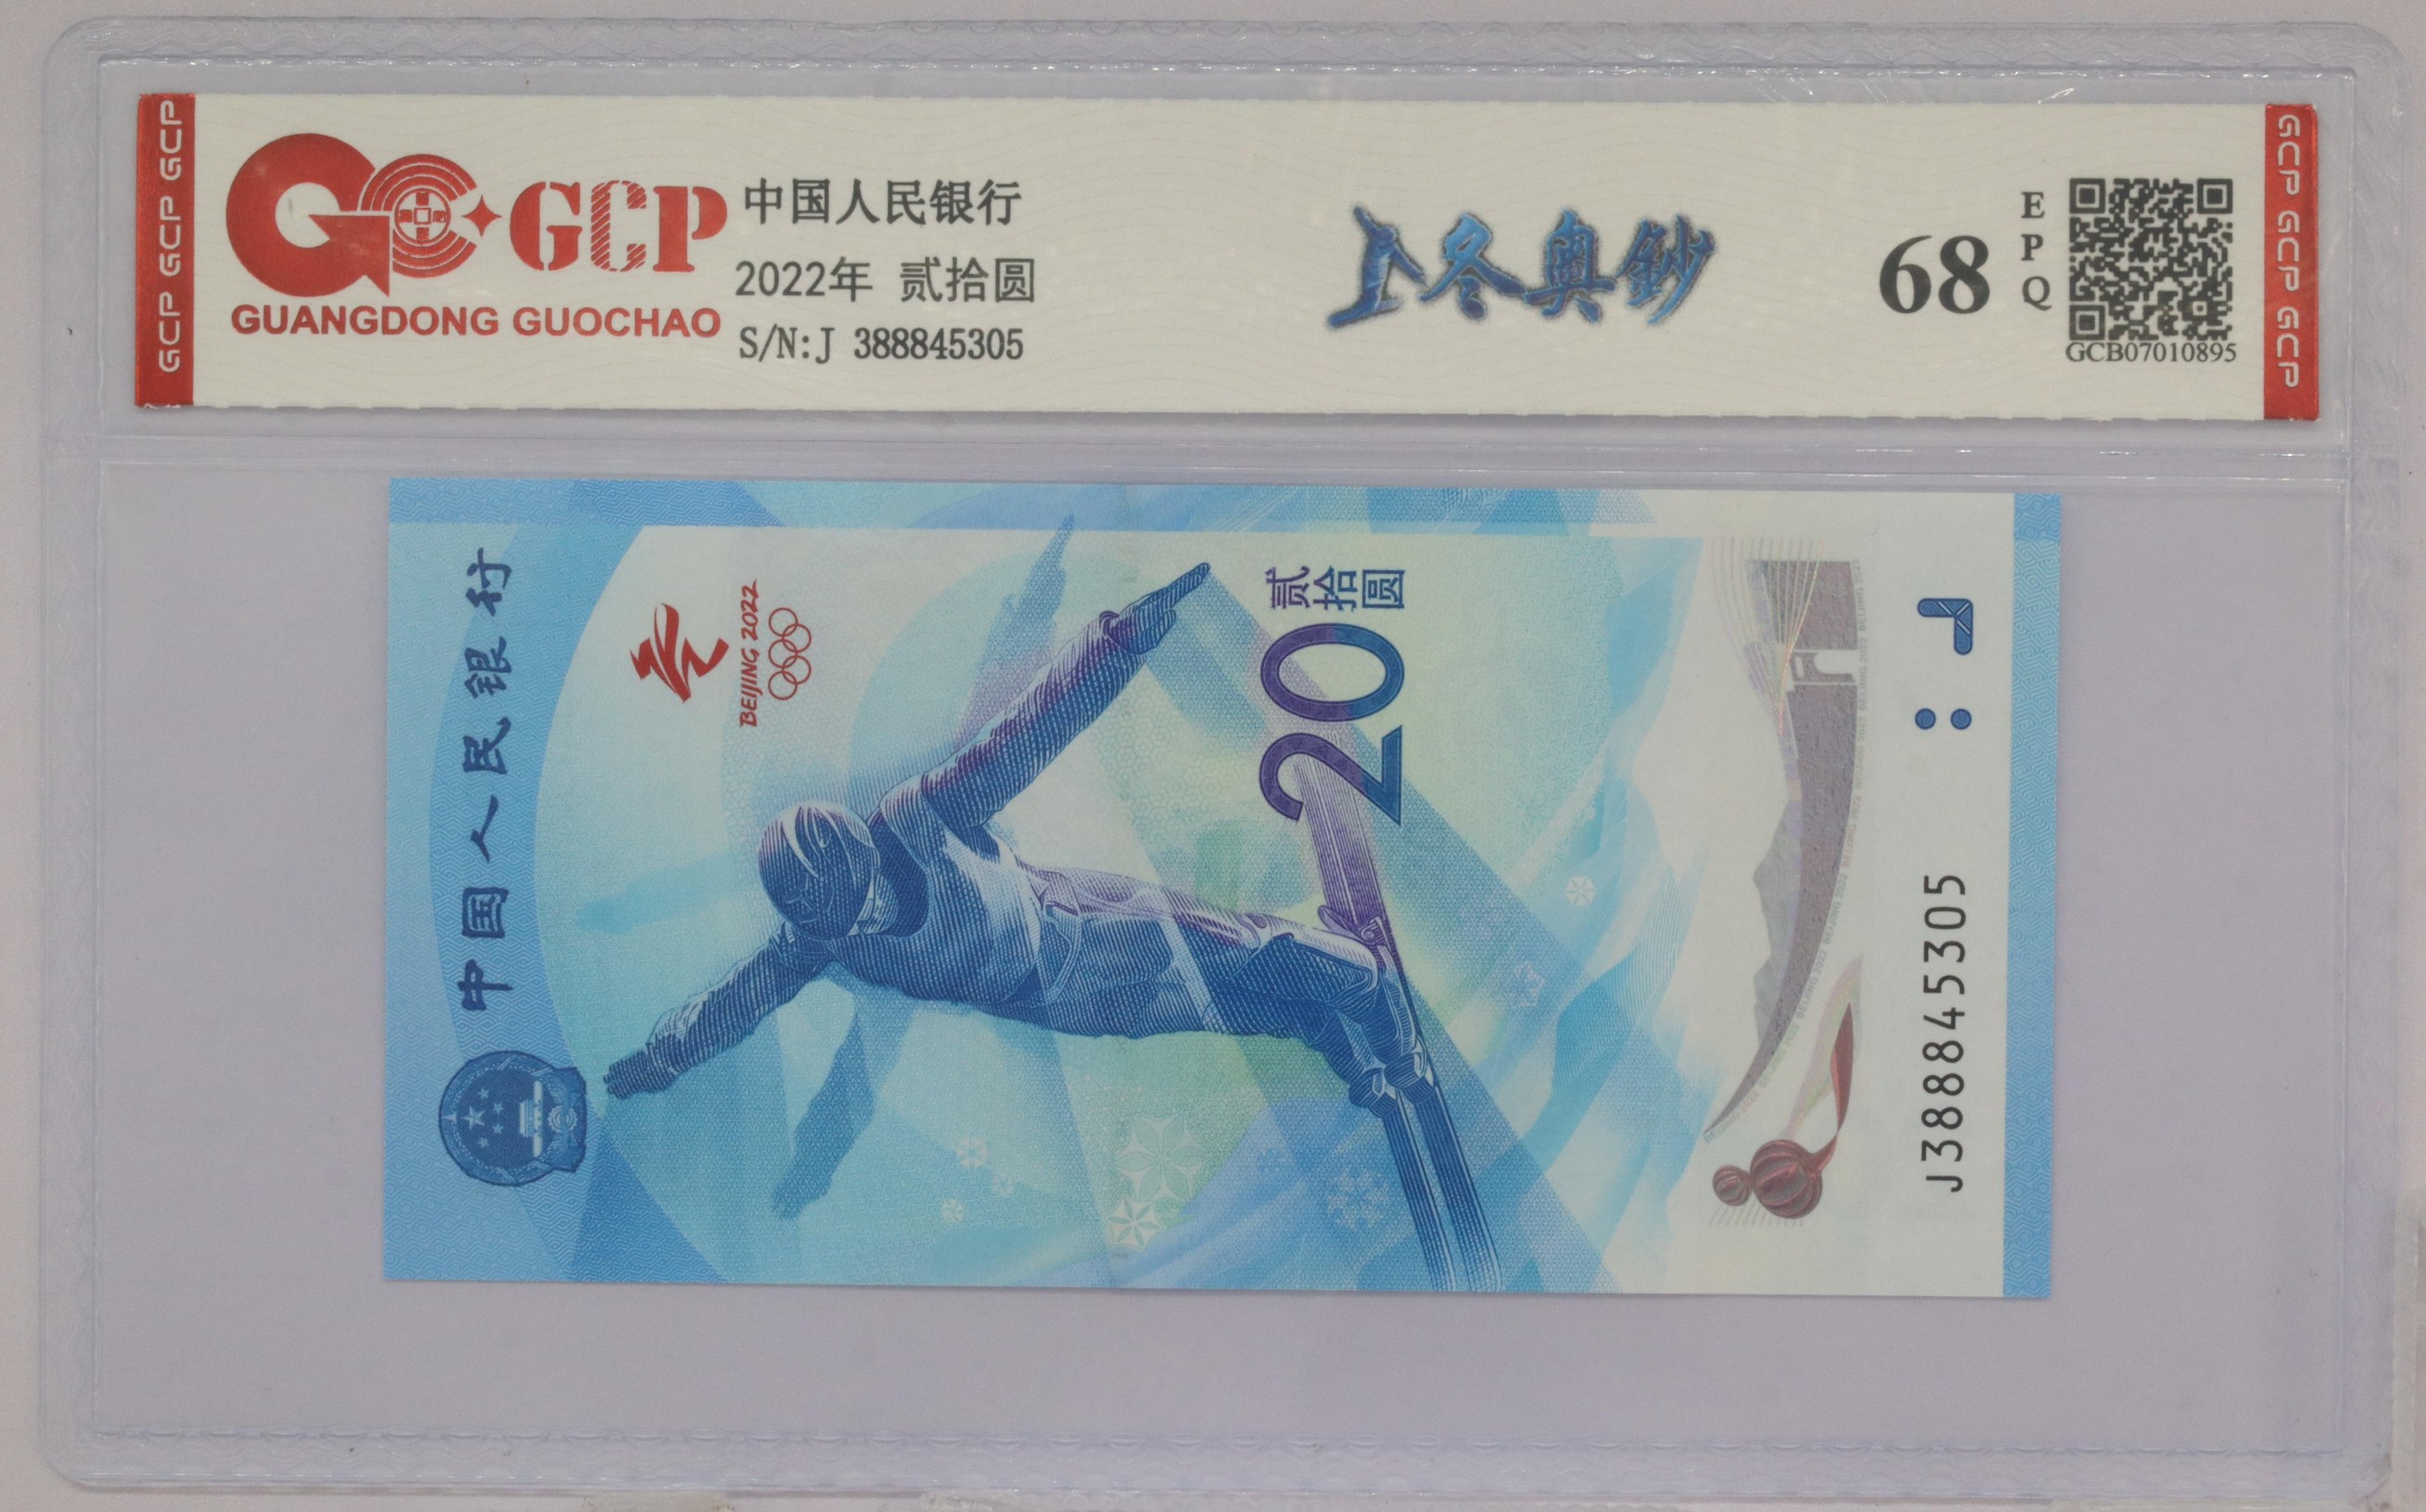 GCP GCP GCP
GCP
GUANGDONG GUOCHAO
中国人民银行
2022年 贰拾圆
S/N:J 388845305
冬奥鈔
68
EPQ
GCB07010895
GCP GCP GCP
中国人民银行
BEIJING 2022
贰拾圆
20
J388845305